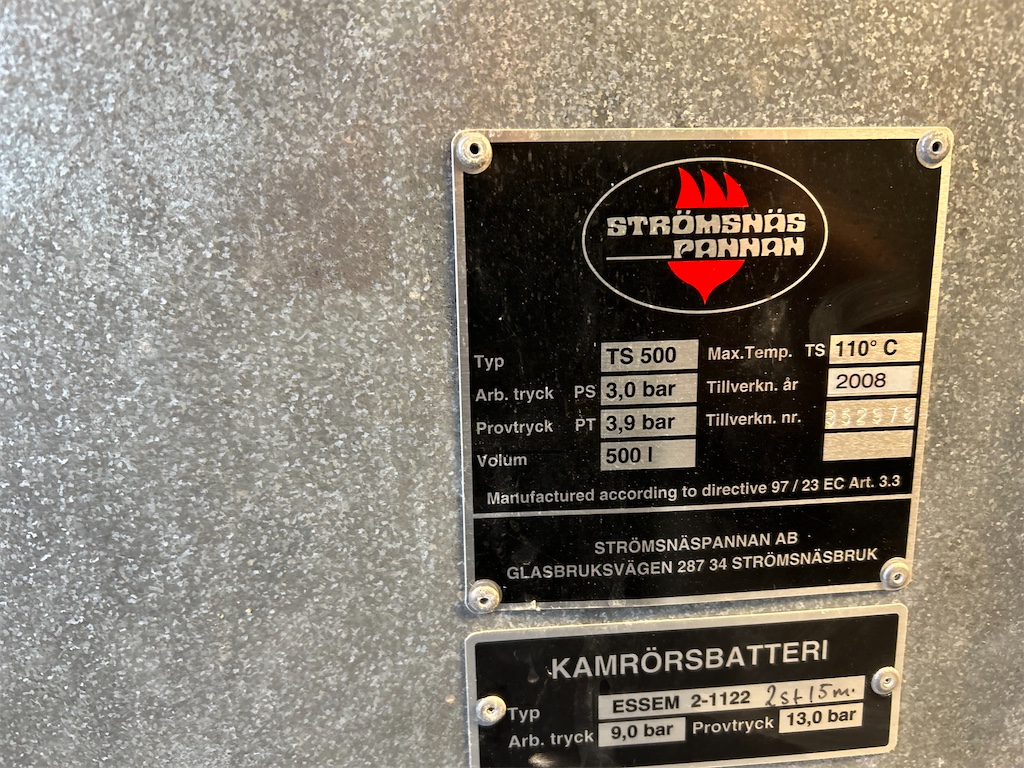 STRÖMSNÄS
PANNAN
Typ TS 500 Max.Temp. TS 110° C
Arb. tryck PS 3,0 bar Tillverkn. år 2008
Provtryck PT 3,9 bar Tillverkn. nr.
Volum 500 l
Manufactured according to directive 97 / 23 EC Art. 3.3
STRÖMSNÄSPANNAN AB
GLASBRUKSVÄGEN 287 34 STRÖMSNÄSBRUK
KAMRÖRSBATTERI
Typ ESSEM 2-1122 2st 15m.
Arb. tryck 9,0 bar Provtryck 13,0 bar